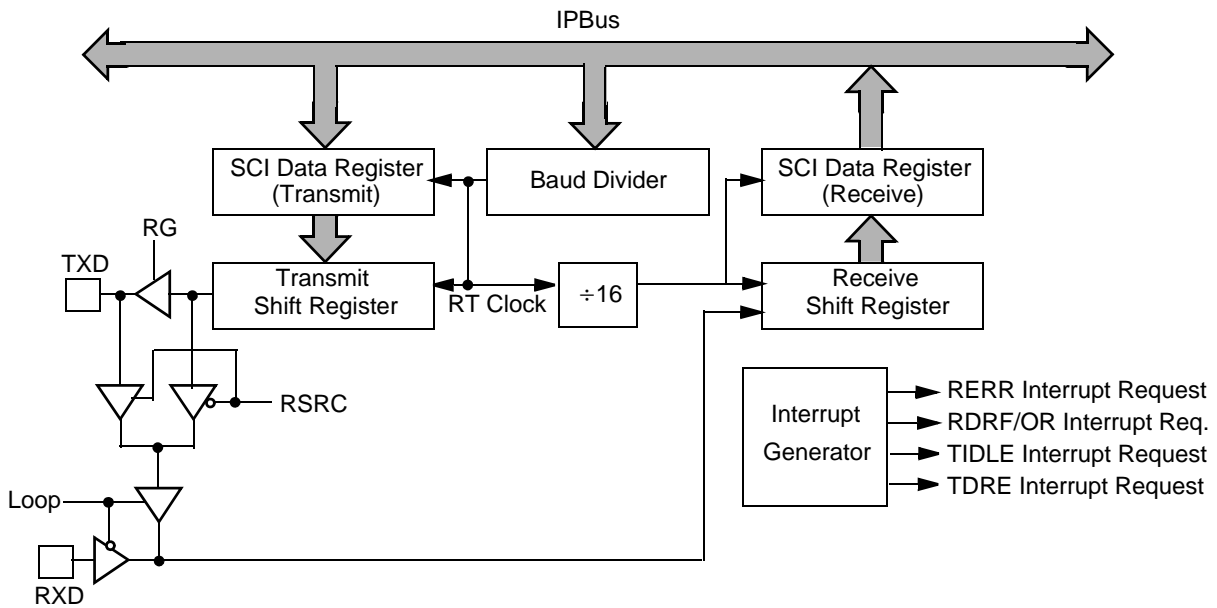 IPBus
SCI Data Register
(Transmit)
Baud Divider
SCI Data Register
(Receive)
RG
TXD
Transmit
Shift Register
RT Clock
÷16
Receive
Shift Register
RSRC
Interrupt
Generator
RERR Interrupt Request
RDRF/OR Interrupt Req.
TIDLE Interrupt Request
TDRE Interrupt Request
Loop
RXD